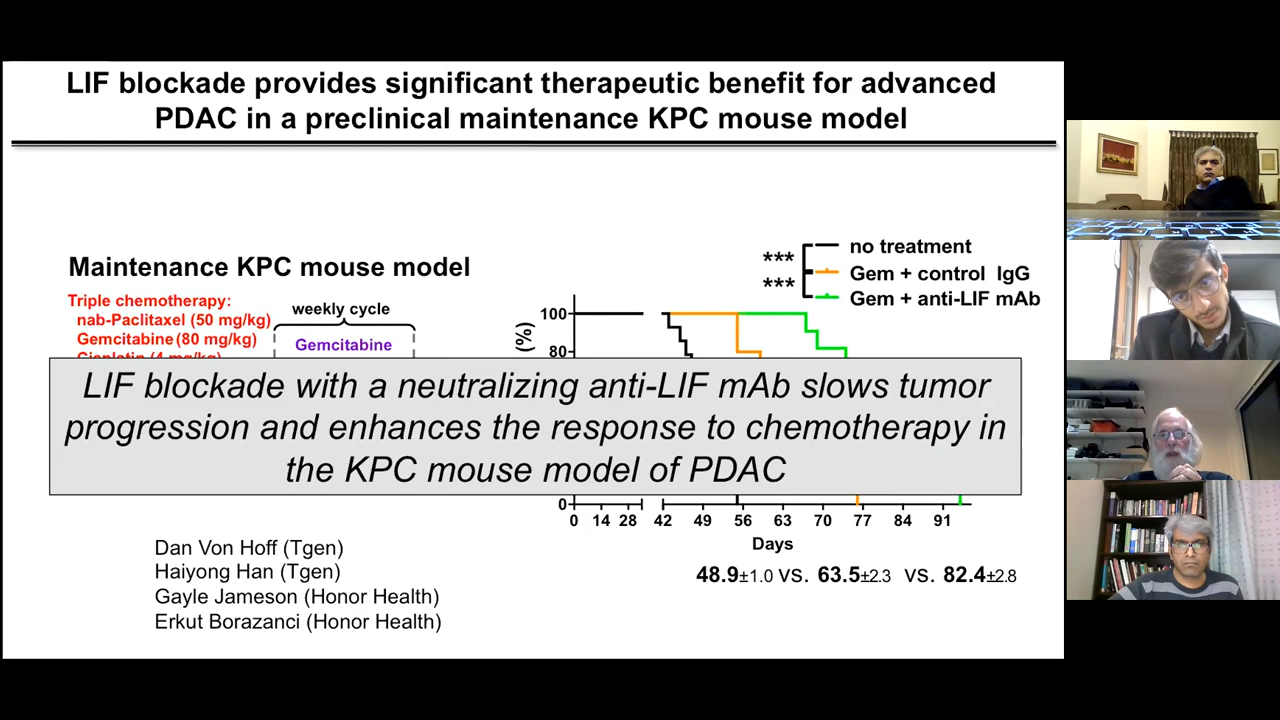 LIF blockade provides significant therapeutic benefit for advanced
PDAC in a preclinical maintenance KPC mouse model
Maintenance KPC mouse model
Triple chemotherapy:
nab-Paclitaxel (50 mg/kg)
Gemcitabine (80 mg/kg)
Cisplatin (4 mg/kg)
weekly cycle
Gemcitabine
*** no treatment
*** Gem + control IgG
Gem + anti-LIF mAb
(%)
100
80
LIF blockade with a neutralizing anti-LIF mAb slows tumor
progression and enhances the response to chemotherapy in
the KPC mouse model of PDAC
0
0 14 28 42 49 56 63 70 77 84 91
Days
48.9±1.0 vs. 63.5±2.3 vs. 82.4±2.8
Dan Von Hoff (Tgen)
Haiyong Han (Tgen)
Gayle Jameson (Honor Health)
Erkut Borazanci (Honor Health)